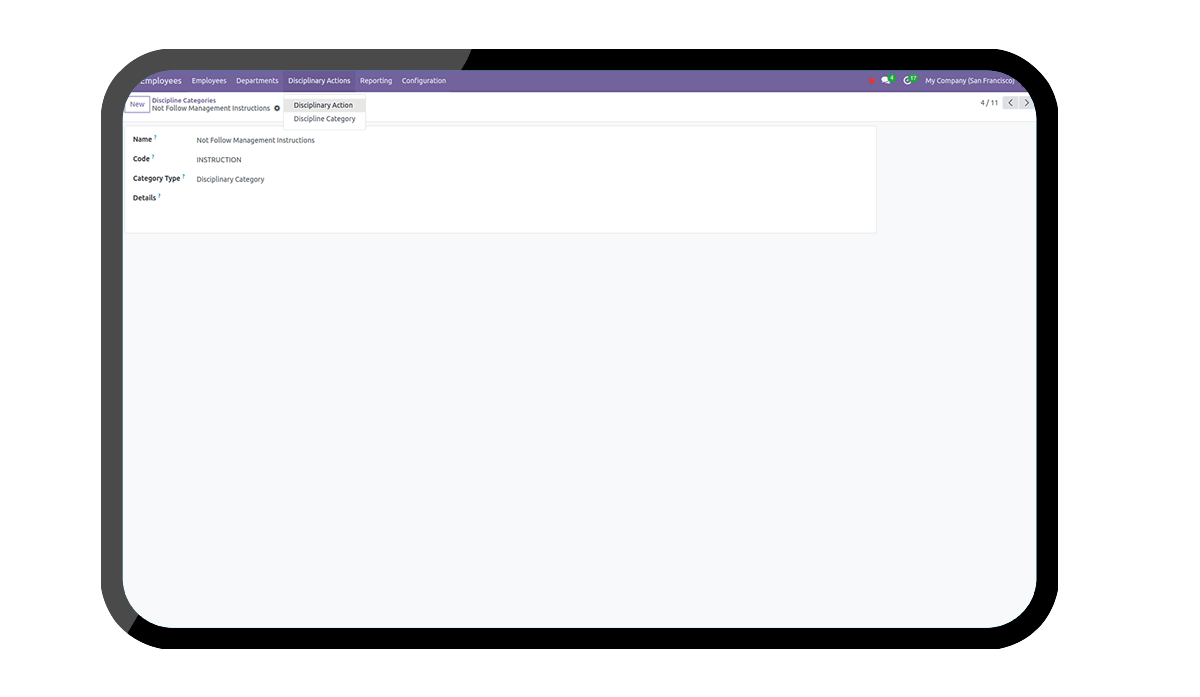 Employees Employees Departments Disciplinary Actions Reporting Configuration 4 17 My Company (San Francisco)
New Discipline Categories
Not Follow Management Instructions
4 / 11
Disciplinary Action
Discipline Category
Name ? Not Follow Management Instructions
Code ? INSTRUCTION
Category Type ? Disciplinary Category
Details ?